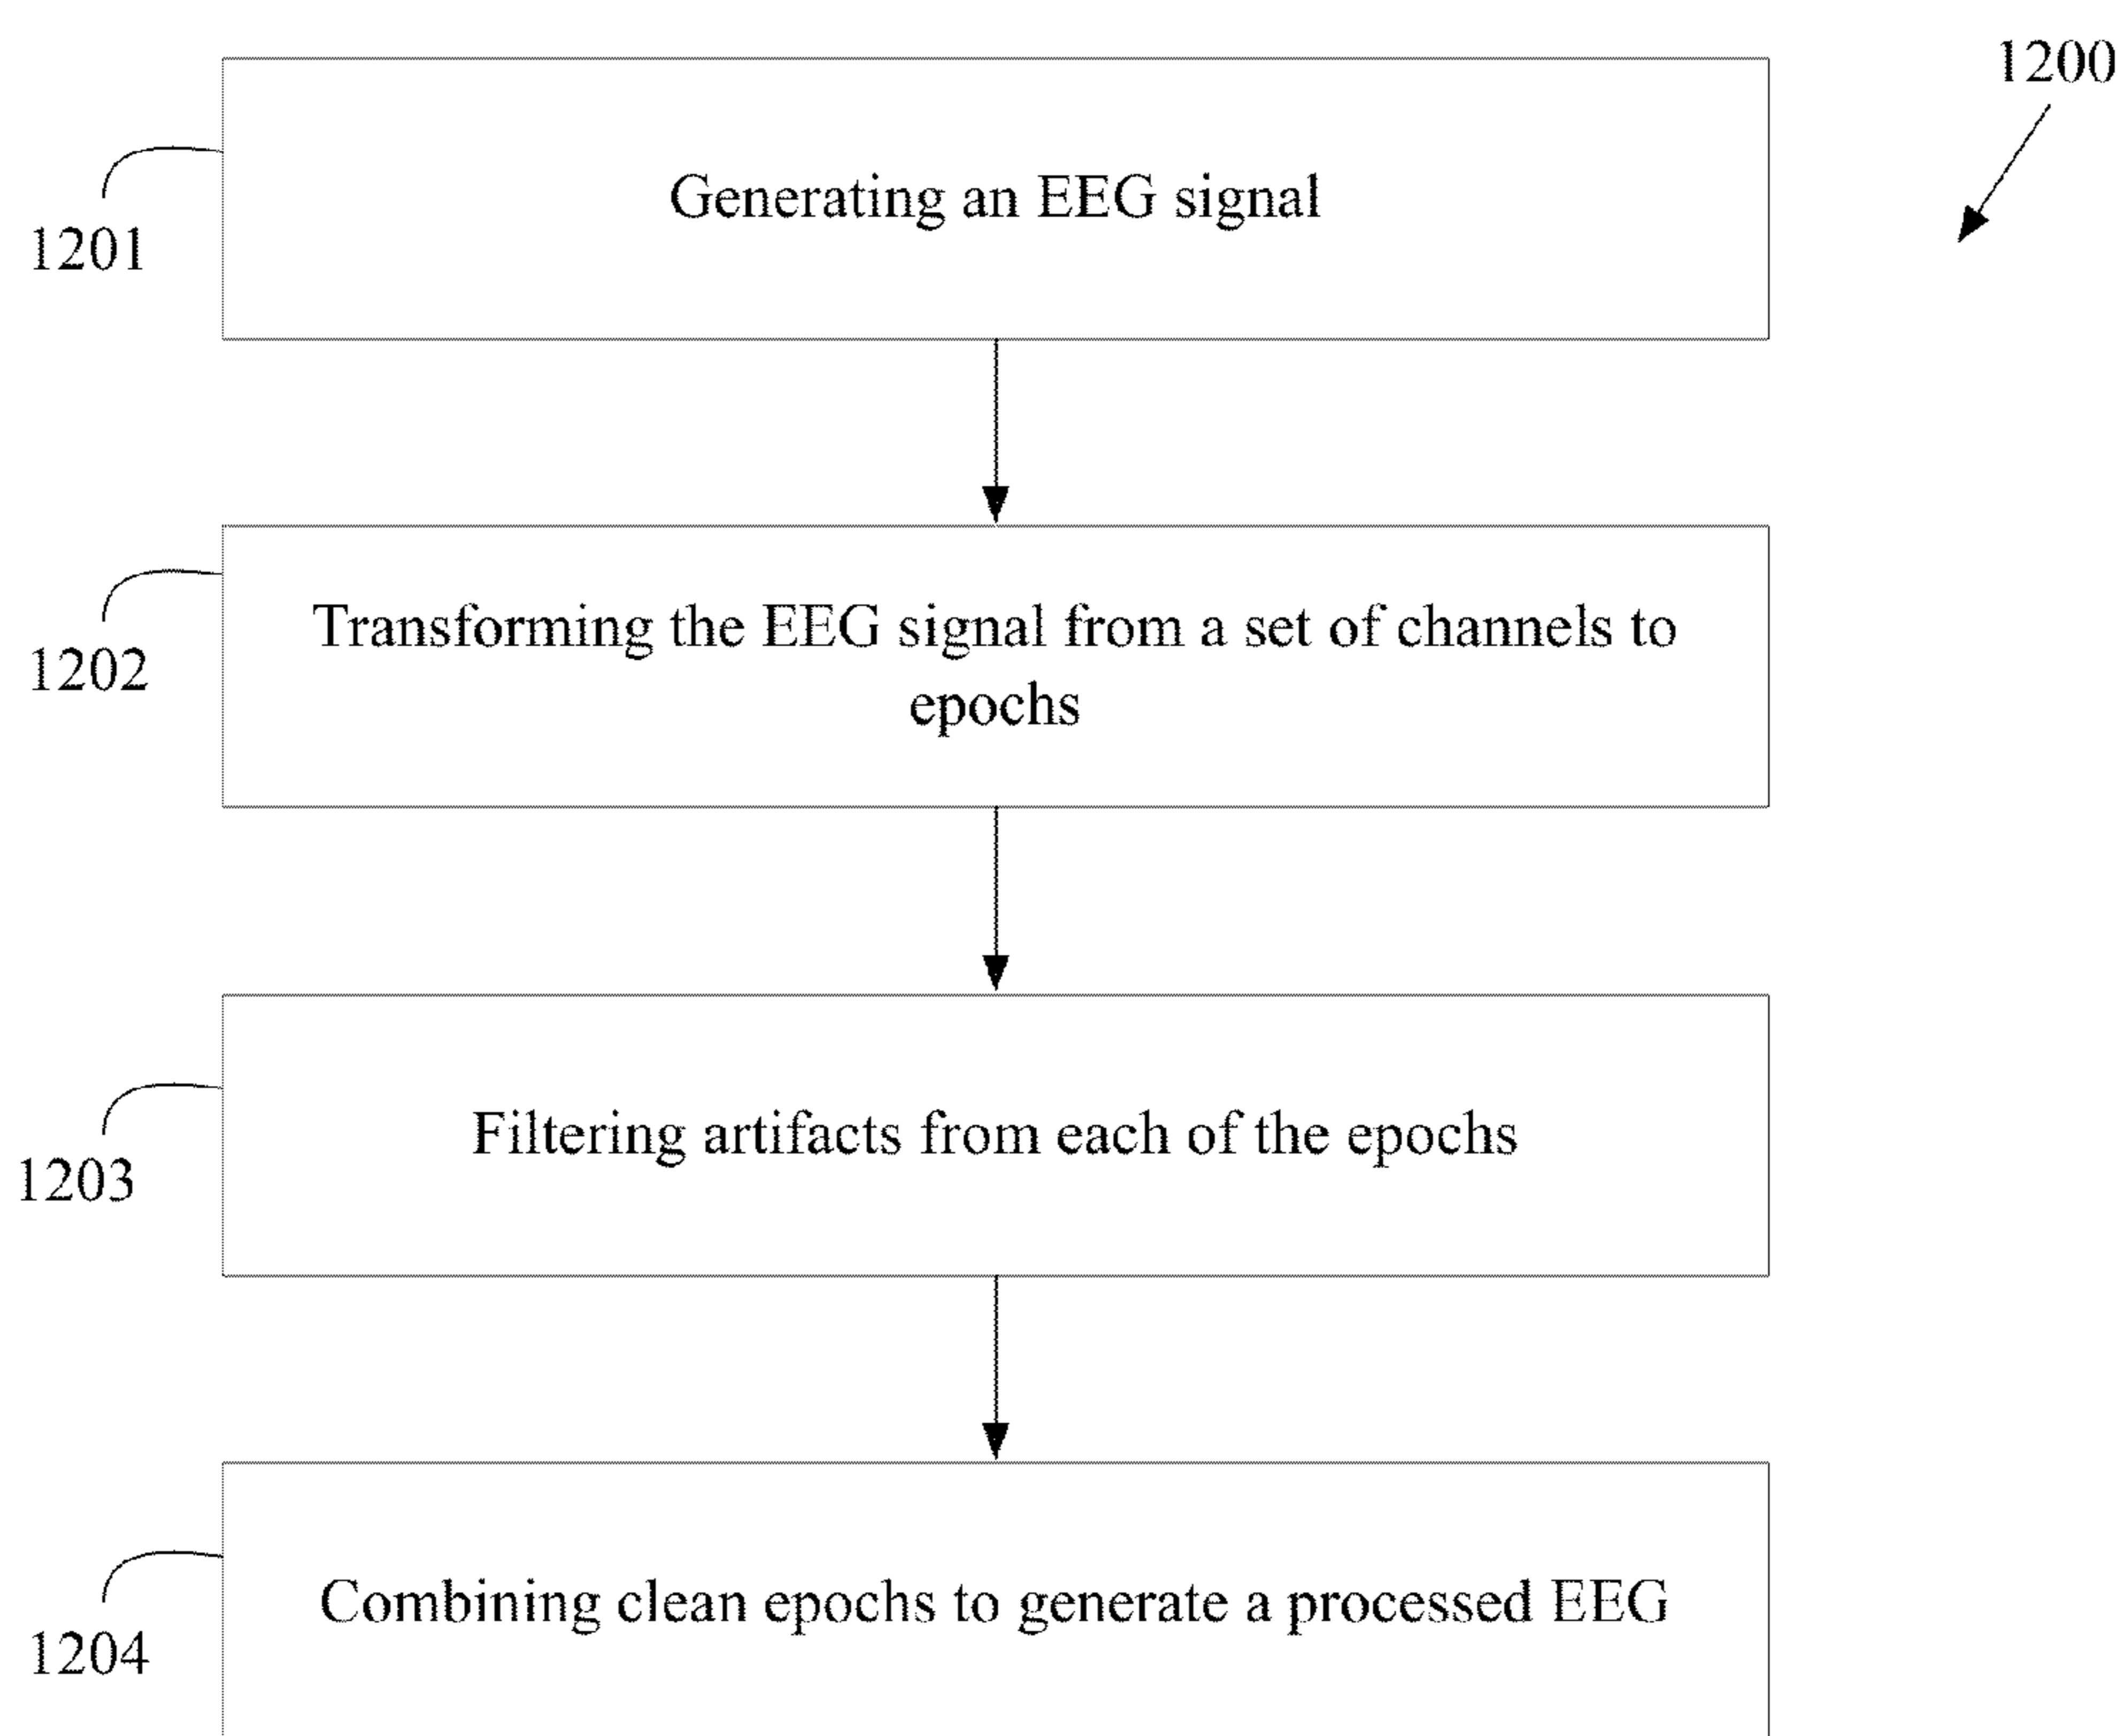 1200
Generating an EEG signal
1201
Transforming the EEG signal from a set of channels to
epochs
1202
Filtering artifacts from each of the epochs
1203
Combining clean epochs to generate a processed EEG
1204